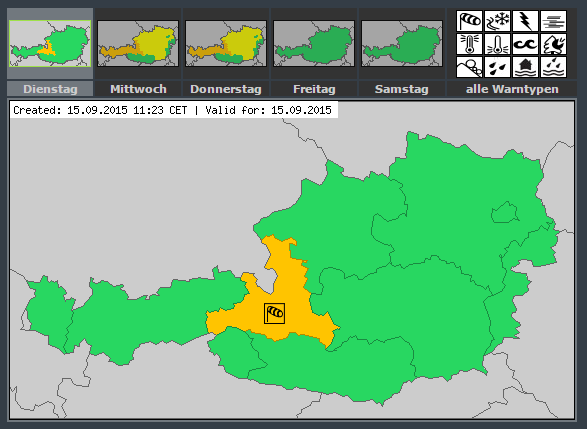 Dienstag Mittwoch Donnerstag Freitag Samstag alle Warntypen
Created: 15.09.2015 11:23 CET | Valid for: 15.09.2015